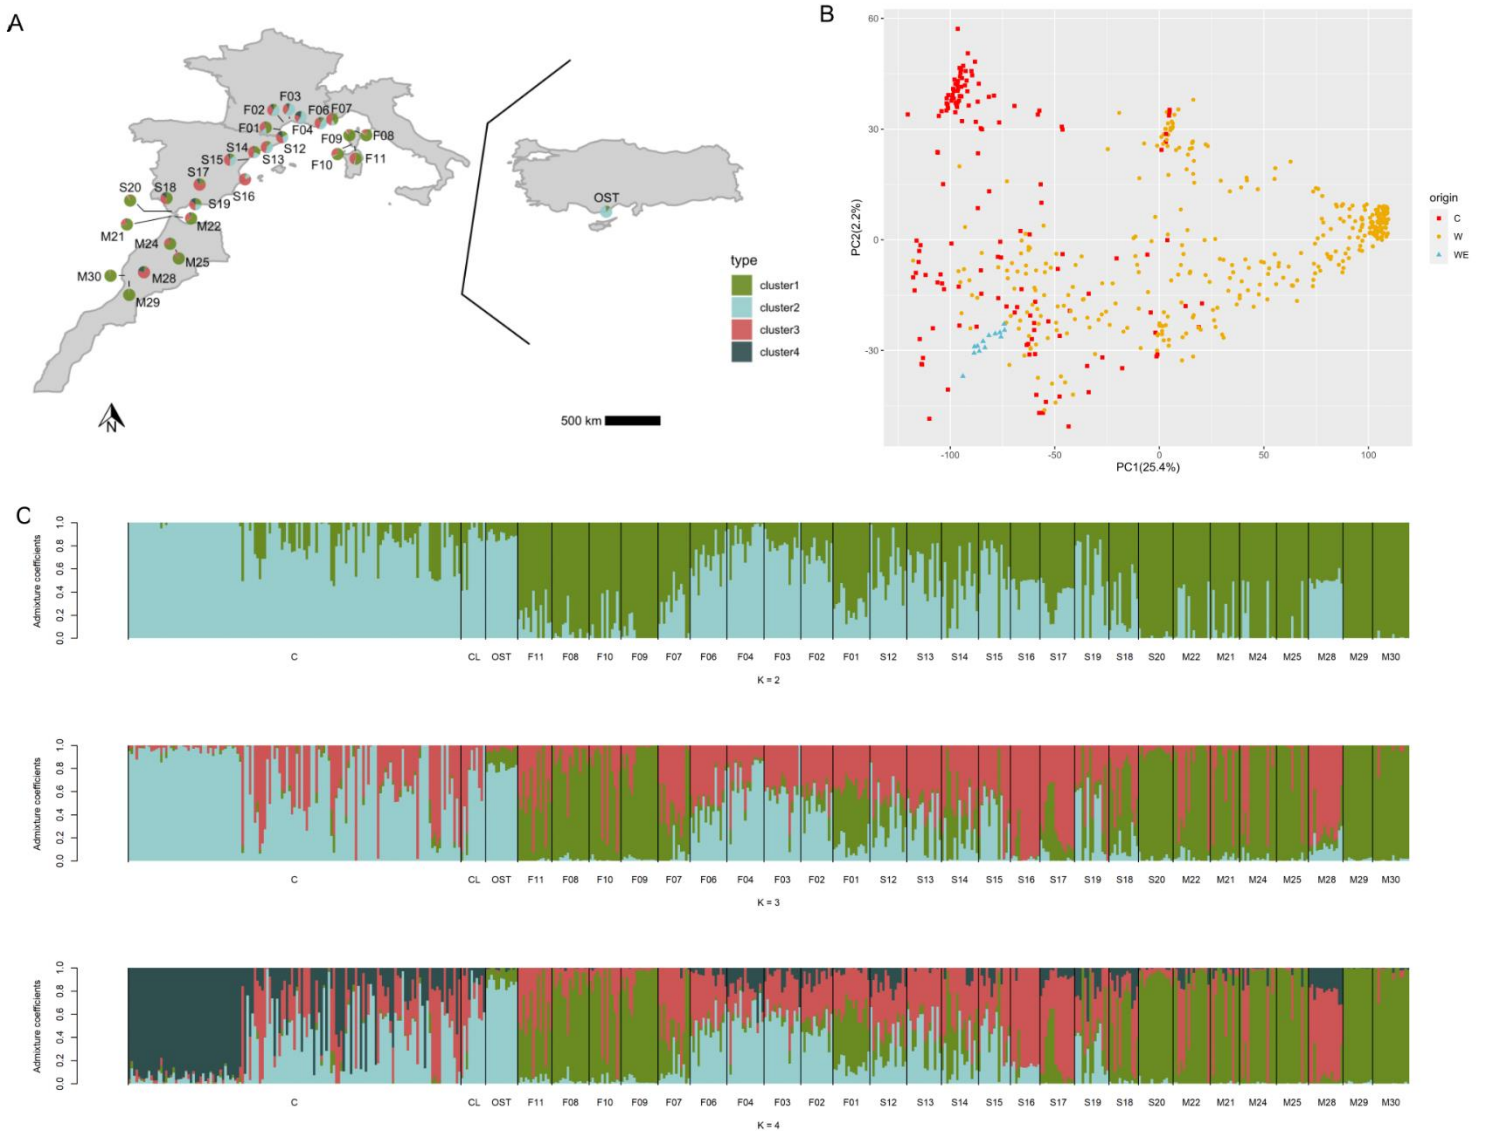 A
F03
F02
F06
F07
F01
F04
F09
F08
S14
S12
S15
S13
F10
F11
S17
S16
S20
S18
S19
M22
M21
M24
M25
M30
M28
M29
OST
N
500 km
type
cluster1
cluster2
cluster3
cluster4
B
PC2(2.2%)
60
30
0
-30
-100
-50
0
50
100
PC1(25.4%)
origin
C
W
WE
C
Admixture coefficients
0.0 0.2 0.4 0.6 0.8 1.0
C CL OST F11 F08 F10 F09 F07 F06 F04 F03 F02 F01 S12 S13 S14 S15 S16 S17 S19 S18 S20 M22 M21 M24 M25 M28 M29 M30
K = 2
Admixture coefficients
0.0 0.2 0.4 0.6 0.8 1.0
C CL OST F11 F08 F10 F09 F07 F06 F04 F03 F02 F01 S12 S13 S14 S15 S16 S17 S19 S18 S20 M22 M21 M24 M25 M28 M29 M30
K = 3
Admixture coefficients
0.0 0.2 0.4 0.6 0.8 1.0
C CL OST F11 F08 F10 F09 F07 F06 F04 F03 F02 F01 S12 S13 S14 S15 S16 S17 S19 S18 S20 M22 M21 M24 M25 M28 M29 M30
K = 4